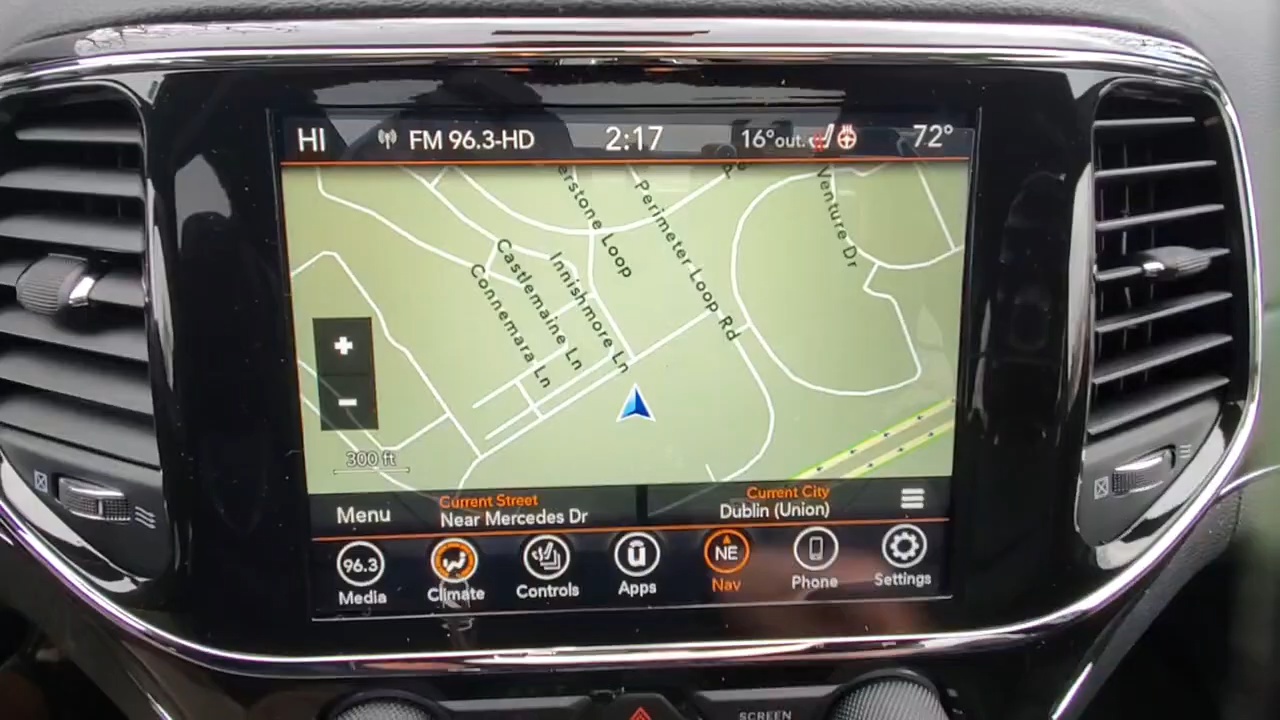 HI
FM 96.3-HD
2:17
16°out.
72°
erstone Loop
Perimeter Loop Rd
Pe
Venture Dr
Castlemaine Ln
Innishmore Ln
Connemara Ln
+
-
300 ft
Menu
Current Street
Near Mercedes Dr
Current City
Dublin (Union)
96.3
Media
Climate
Controls
Apps
NE
Nav
Phone
Settings
SCREEN